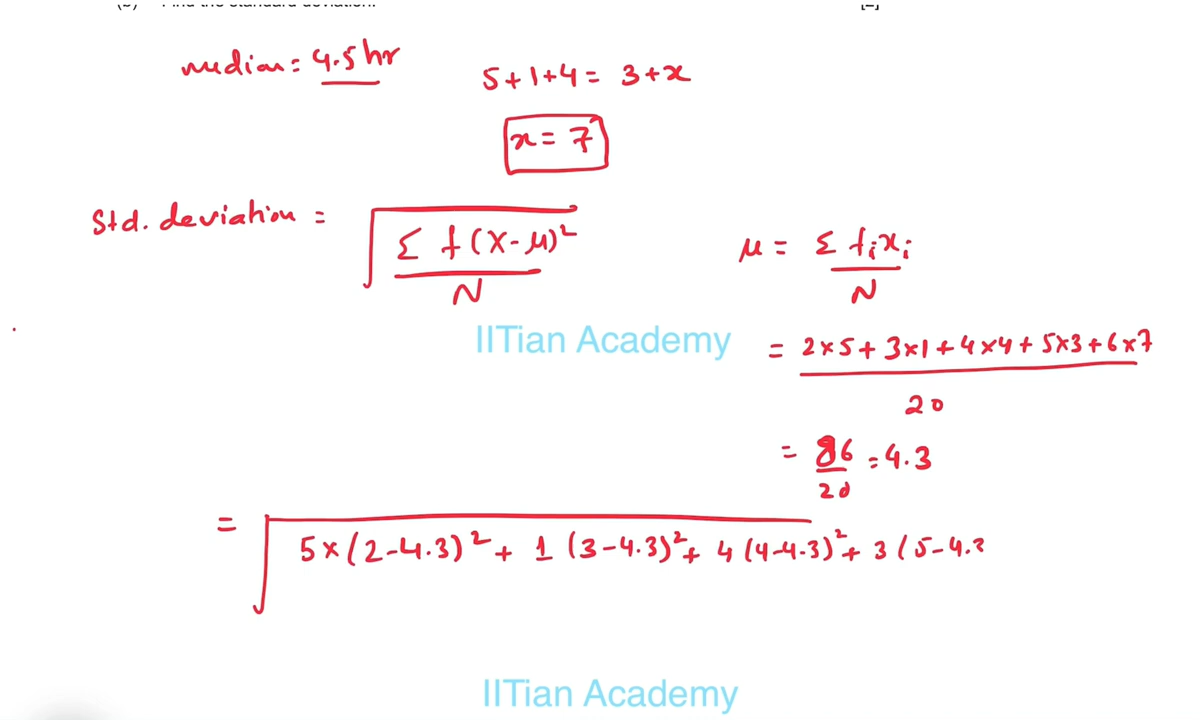 median = 4.5 hr
5+1+4 = 3+x
x = 7
Std. deviation =
Σ f(X-μ)²
N
μ = Σ fᵢxᵢ
N
IITian Academy
= 2×5+3×1+4×4+5×3+6×7
20
= 86 = 4.3
20
= 5×(2-4.3)²+ 1 (3-4.3)²+ 4 (4-4.3)²+ 3 (5-4.3
IITian Academy